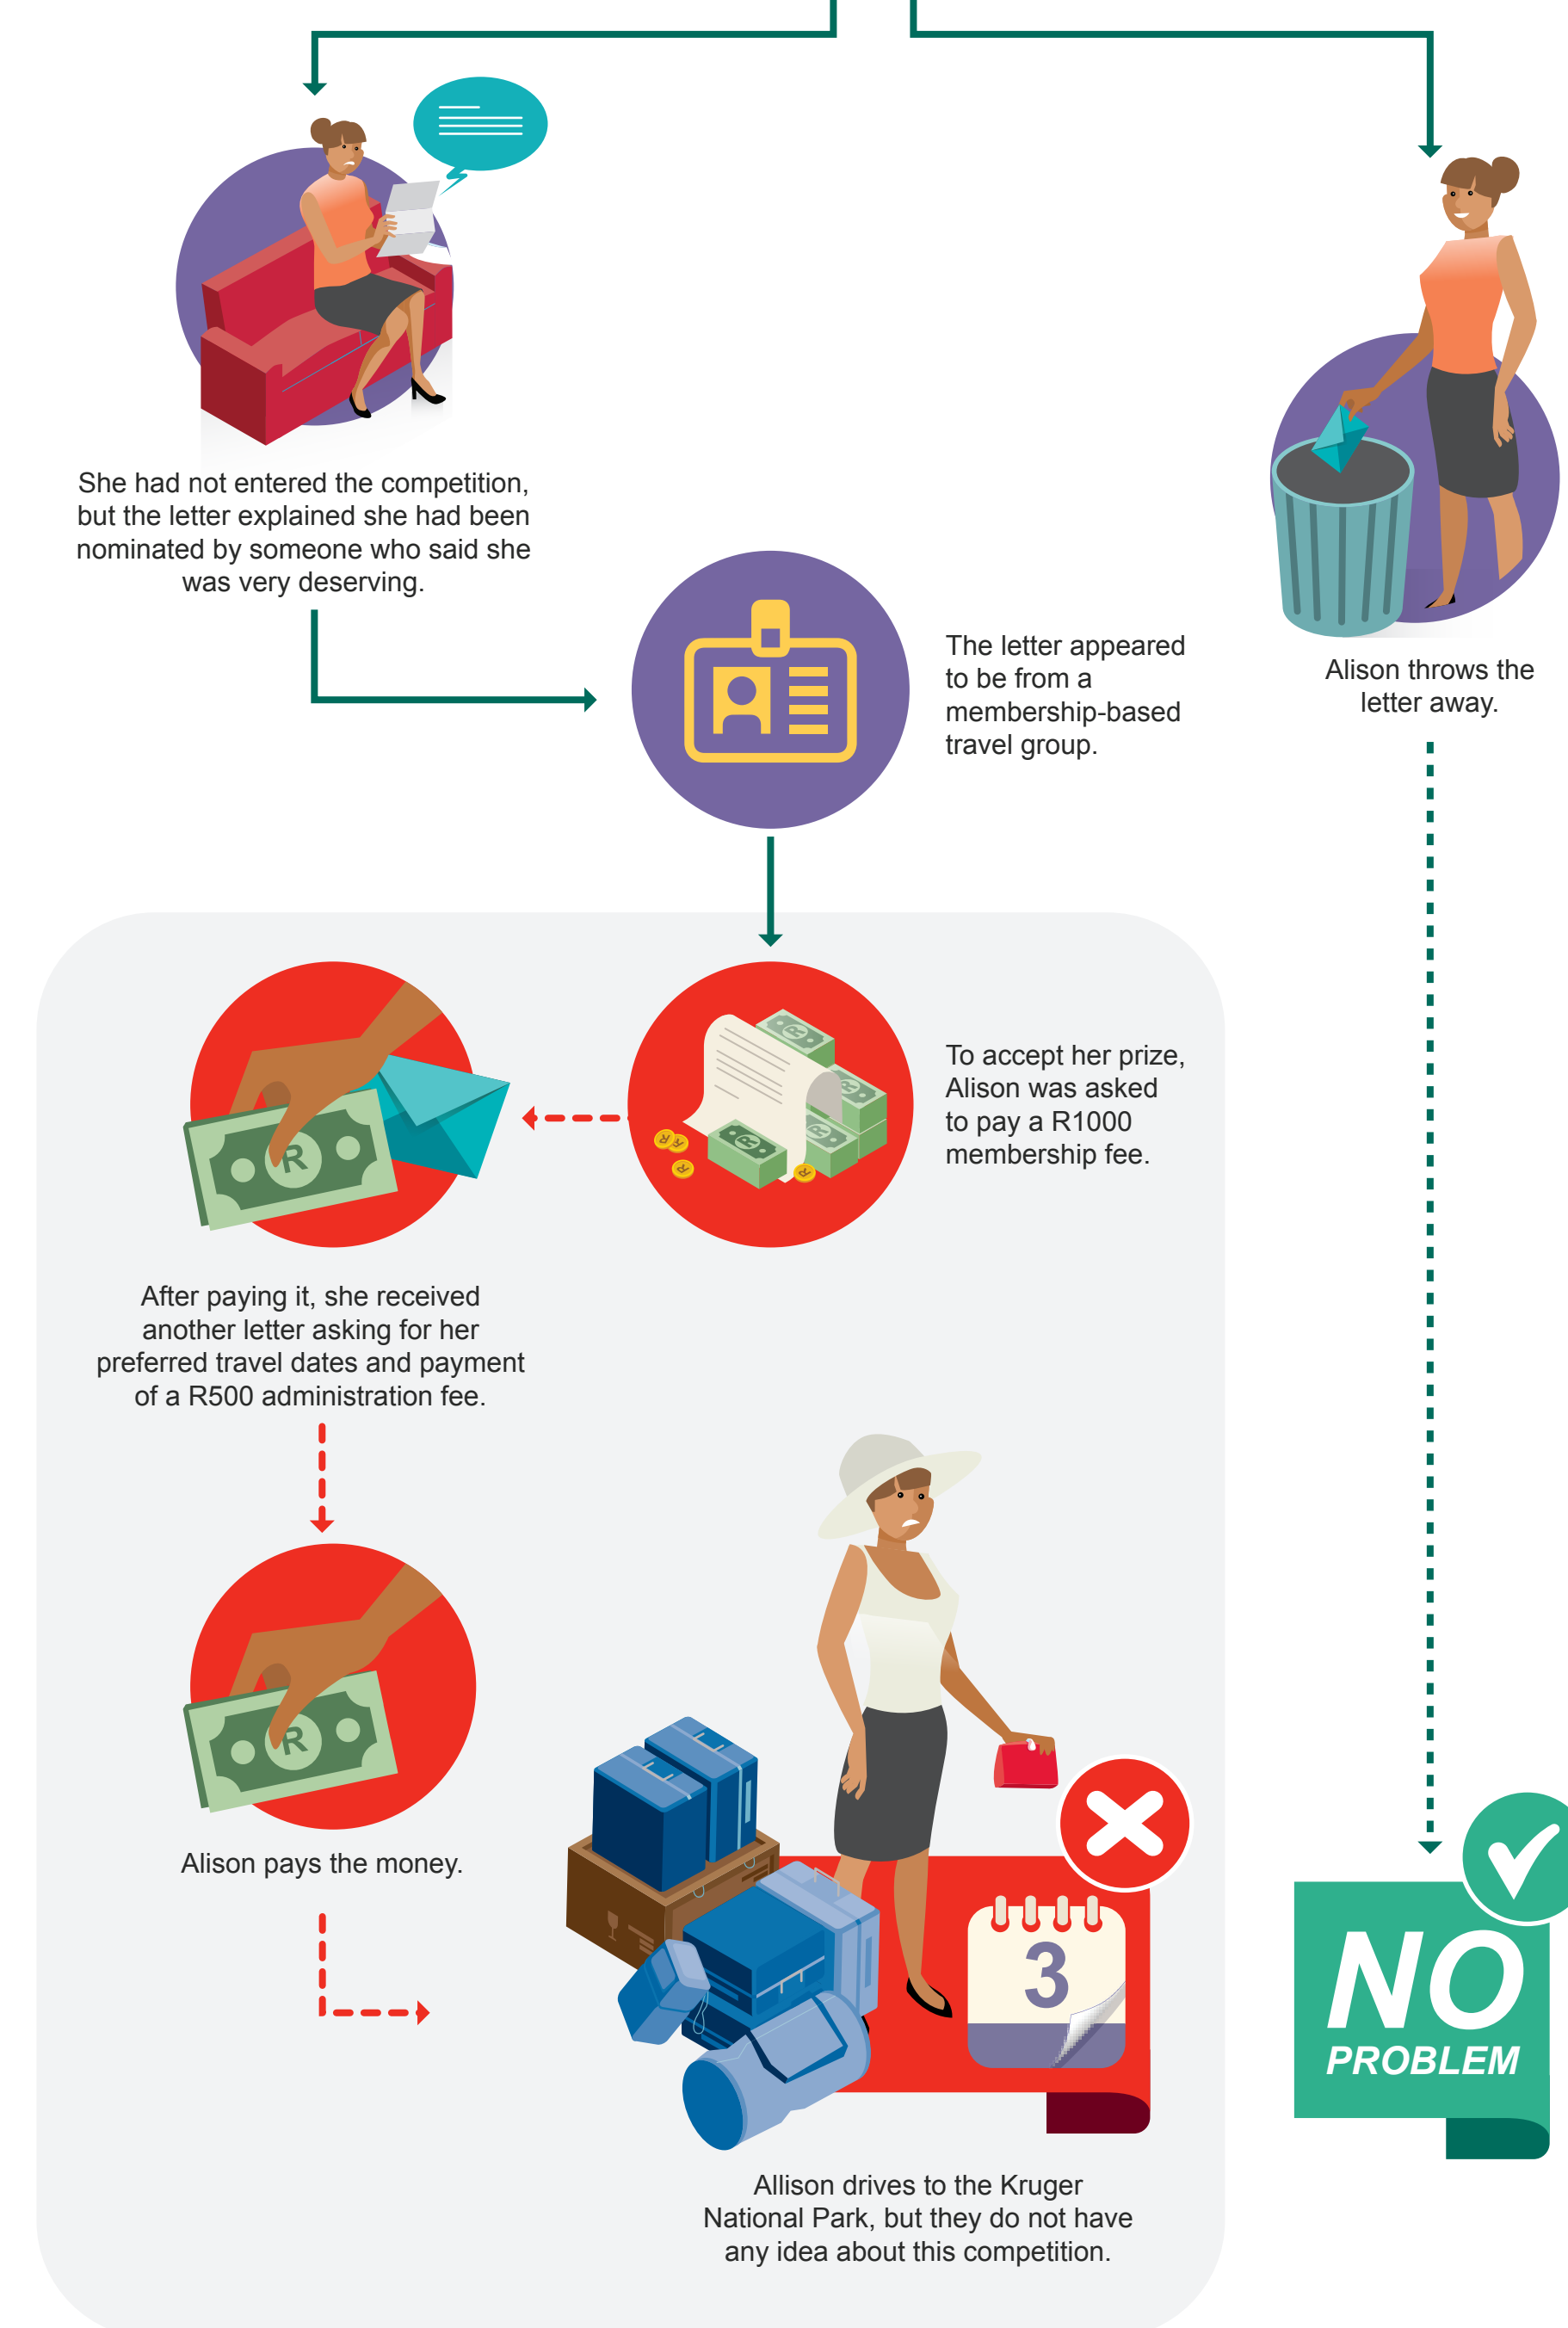 She had not entered the competition,
but the letter explained she had been
nominated by someone who said she
was very deserving.
The letter appeared
to be from a
membership-based
travel group.
Alison throws the
letter away.
To accept her prize,
Alison was asked
to pay a R1000
membership fee.
R
R
R
R
R
R
R
R
R
After paying it, she received
another letter asking for her
preferred travel dates and payment
of a R500 administration fee.
R
Alison pays the money.
3
NO
PROBLEM
Allison drives to the Kruger
National Park, but they do not have
any idea about this competition.